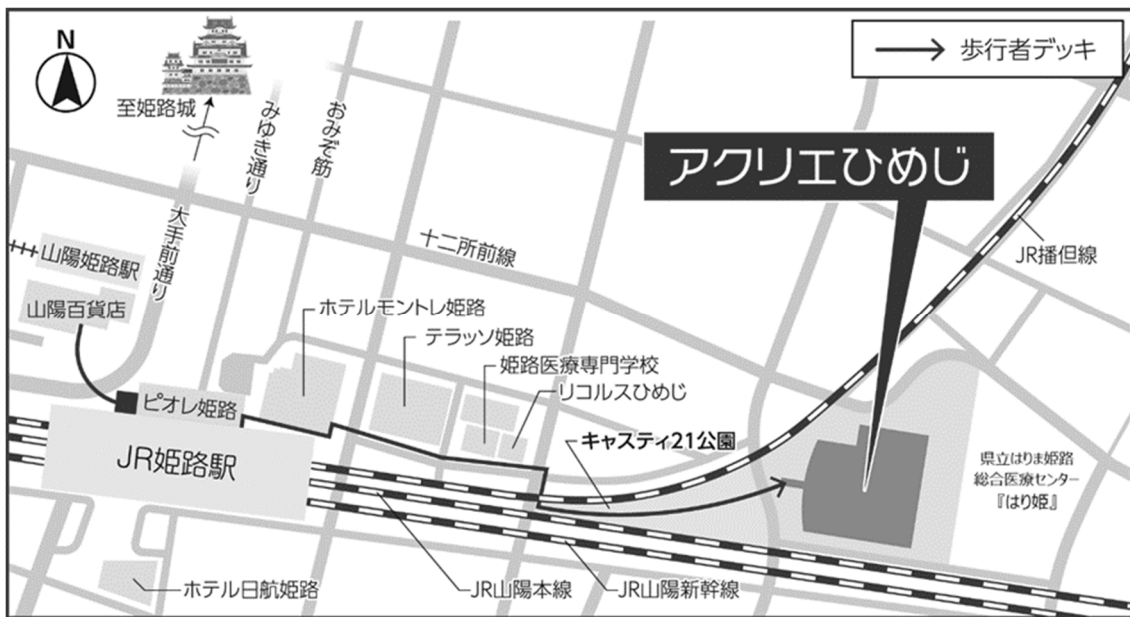 N
歩行者デッキ
至姫路城
みゆき通り
おみぞ筋
アクリエひめじ
大手前通り
十二所前線
JR播但線
山陽姫路駅
山陽百貨店
ホテルモントレ姫路
テラッソ姫路
姫路医療専門学校
リコルスひめじ
ピオレ姫路
キャスティ21公園
JR姫路駅
県立はりま姫路
総合医療センター
『はり姫』
ホテル日航姫路
JR山陽本線
JR山陽新幹線